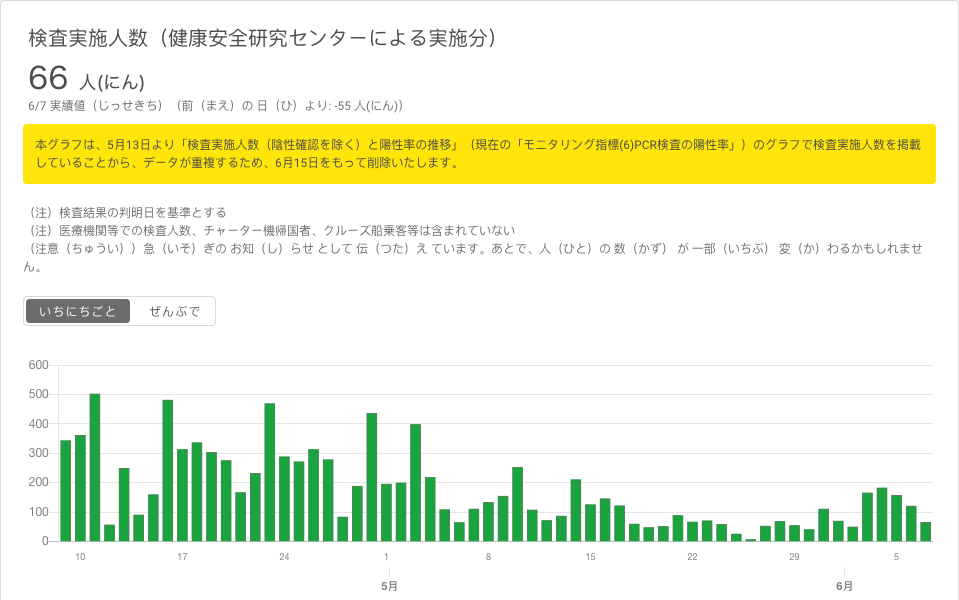 検査実施人数（健康安全研究センターによる実施分）
66 人(にん)
6/7 実績値（じっせきち）（前（まえ）の 日（ひ）より: -55 人(にん)）
本グラフは、5月13日より「検査実施人数（陰性確認を除く）と陽性率の推移」（現在の「モニタリング指標(6)PCR検査の陽性率」）のグラフで検査実施人数を掲載
していることから、データが重複するため、6月15日をもって削除いたします。
（注）検査結果の判明日を基準とする
（注）医療機関等での検査人数、チャーター機帰国者、クルーズ船乗客等は含まれていない
（注意（ちゅうい））急（いそ）ぎの お知（し）らせ として 伝（つた）え ています。あとで、人（ひと）の 数（かず） が 一部（いちぶ） 変（か）わるかもしれませ
ん。
いちにちごと ぜんぶで
600
500
400
300
200
100
0
10 17 24 1 8 15 22 29 5
5月 6月